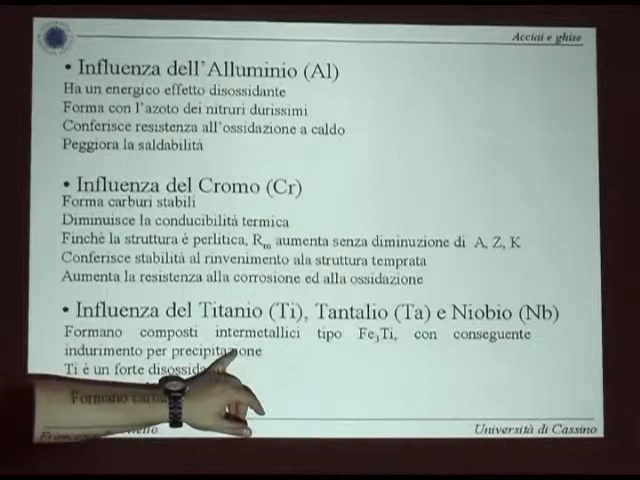 Acciai e ghise
• Influenza dell'Alluminio (Al)
Ha un energico effetto disossidante
Forma con l'azoto dei nitruri durissimi
Conferisce resistenza all'ossidazione a caldo
Peggiora la saldabilità
• Influenza del Cromo (Cr)
Forma carburi stabili
Diminuisce la conducibilità termica
Finchè la struttura è perlitica, Rm aumenta senza diminuzione di A, Z, K
Conferisce stabilità al rinvenimento ala struttura temprata
Aumenta la resistenza alla corrosione ed alla ossidazione
• Influenza del Titanio (Ti), Tantalio (Ta) e Niobio (Nb)
Formano composti intermetallici tipo Fe3Ti, con conseguente
indurimento per precipitazione
Ti è un forte
Formano
Università di Cassino